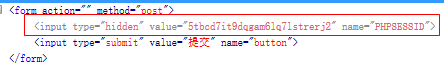 <form action="" method="post">
<input type="hidden" value="5tbcd7it9dqgam6lq7lstrerj2" name="PHPSESSID">
<input type="submit" value="提交" name="button">
</form>